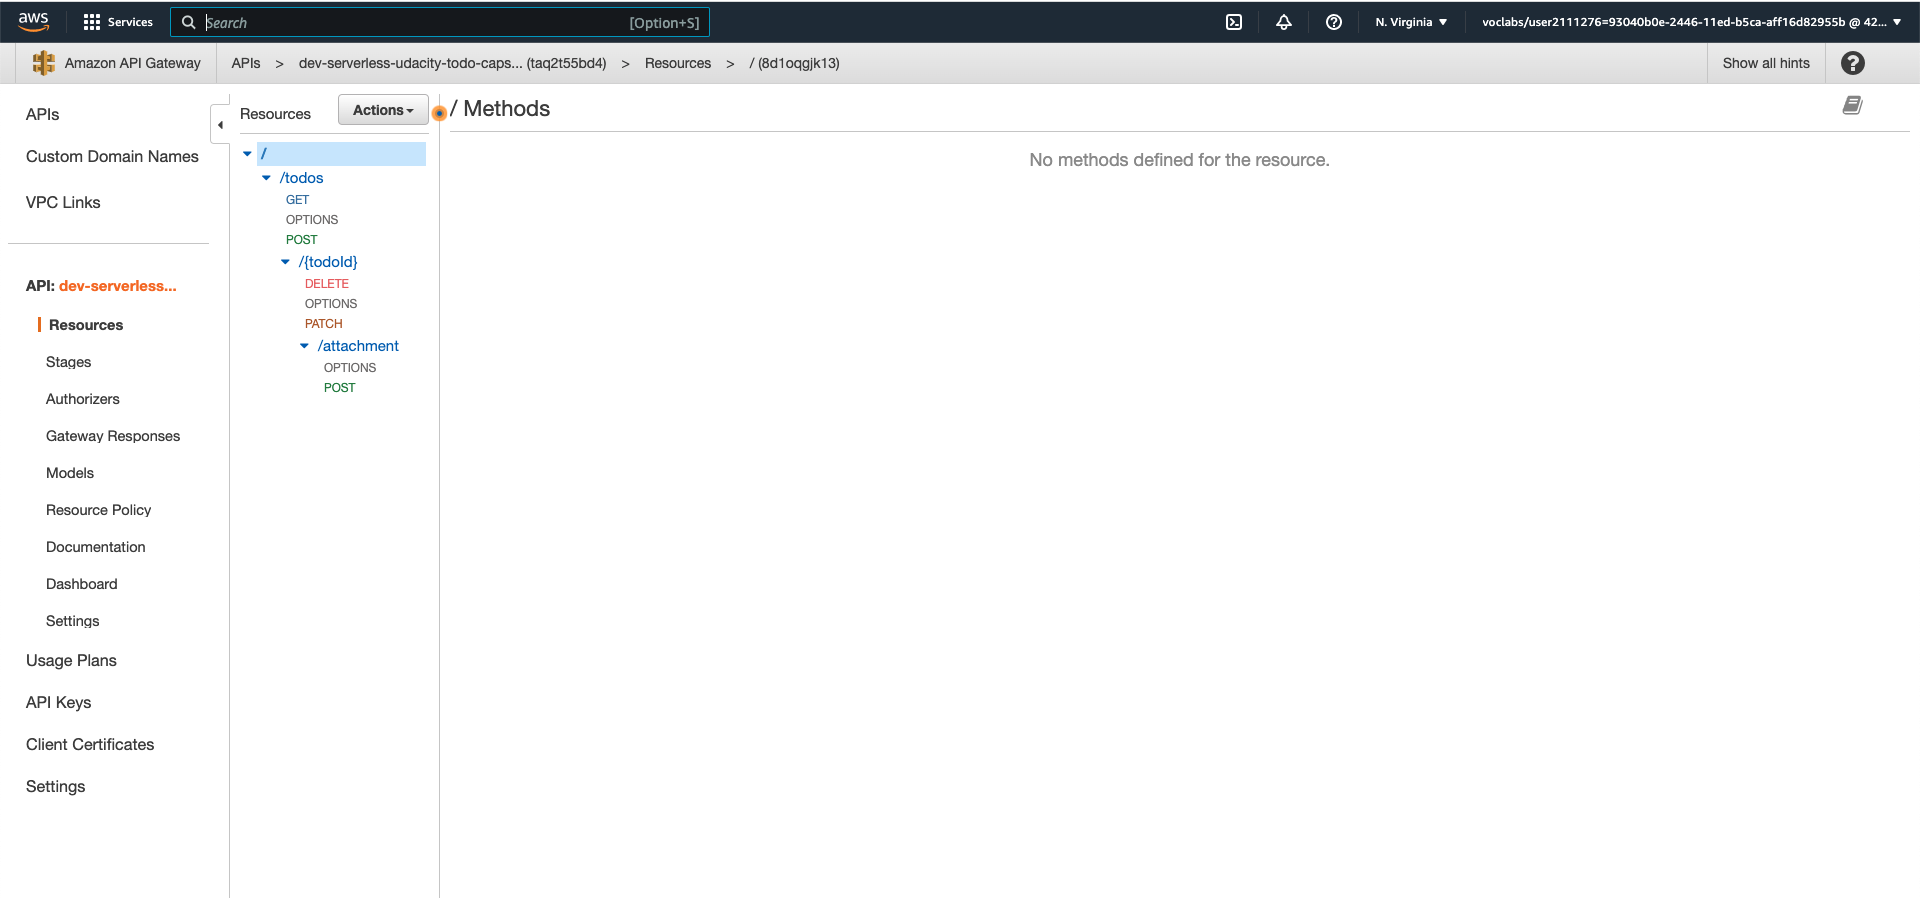 aws Services Search [Option+S] N. Virginia voclabs/user2111276=93040b0e-2446-11ed-b5ca-aff16d82955b @ 42...
Amazon API Gateway APIs > dev-serverless-udacity-todo-caps... (taq2t55bd4) > Resources > / (8d1oqgjk13) Show all hints
APIs
Custom Domain Names
VPC Links
API: dev-serverless...
Resources
Stages
Authorizers
Gateway Responses
Models
Resource Policy
Documentation
Dashboard
Settings
Usage Plans
API Keys
Client Certificates
Settings
Resources Actions
/
/todos
GET
OPTIONS
POST
/{todoId}
DELETE
OPTIONS
PATCH
/attachment
OPTIONS
POST
/ Methods
No methods defined for the resource.